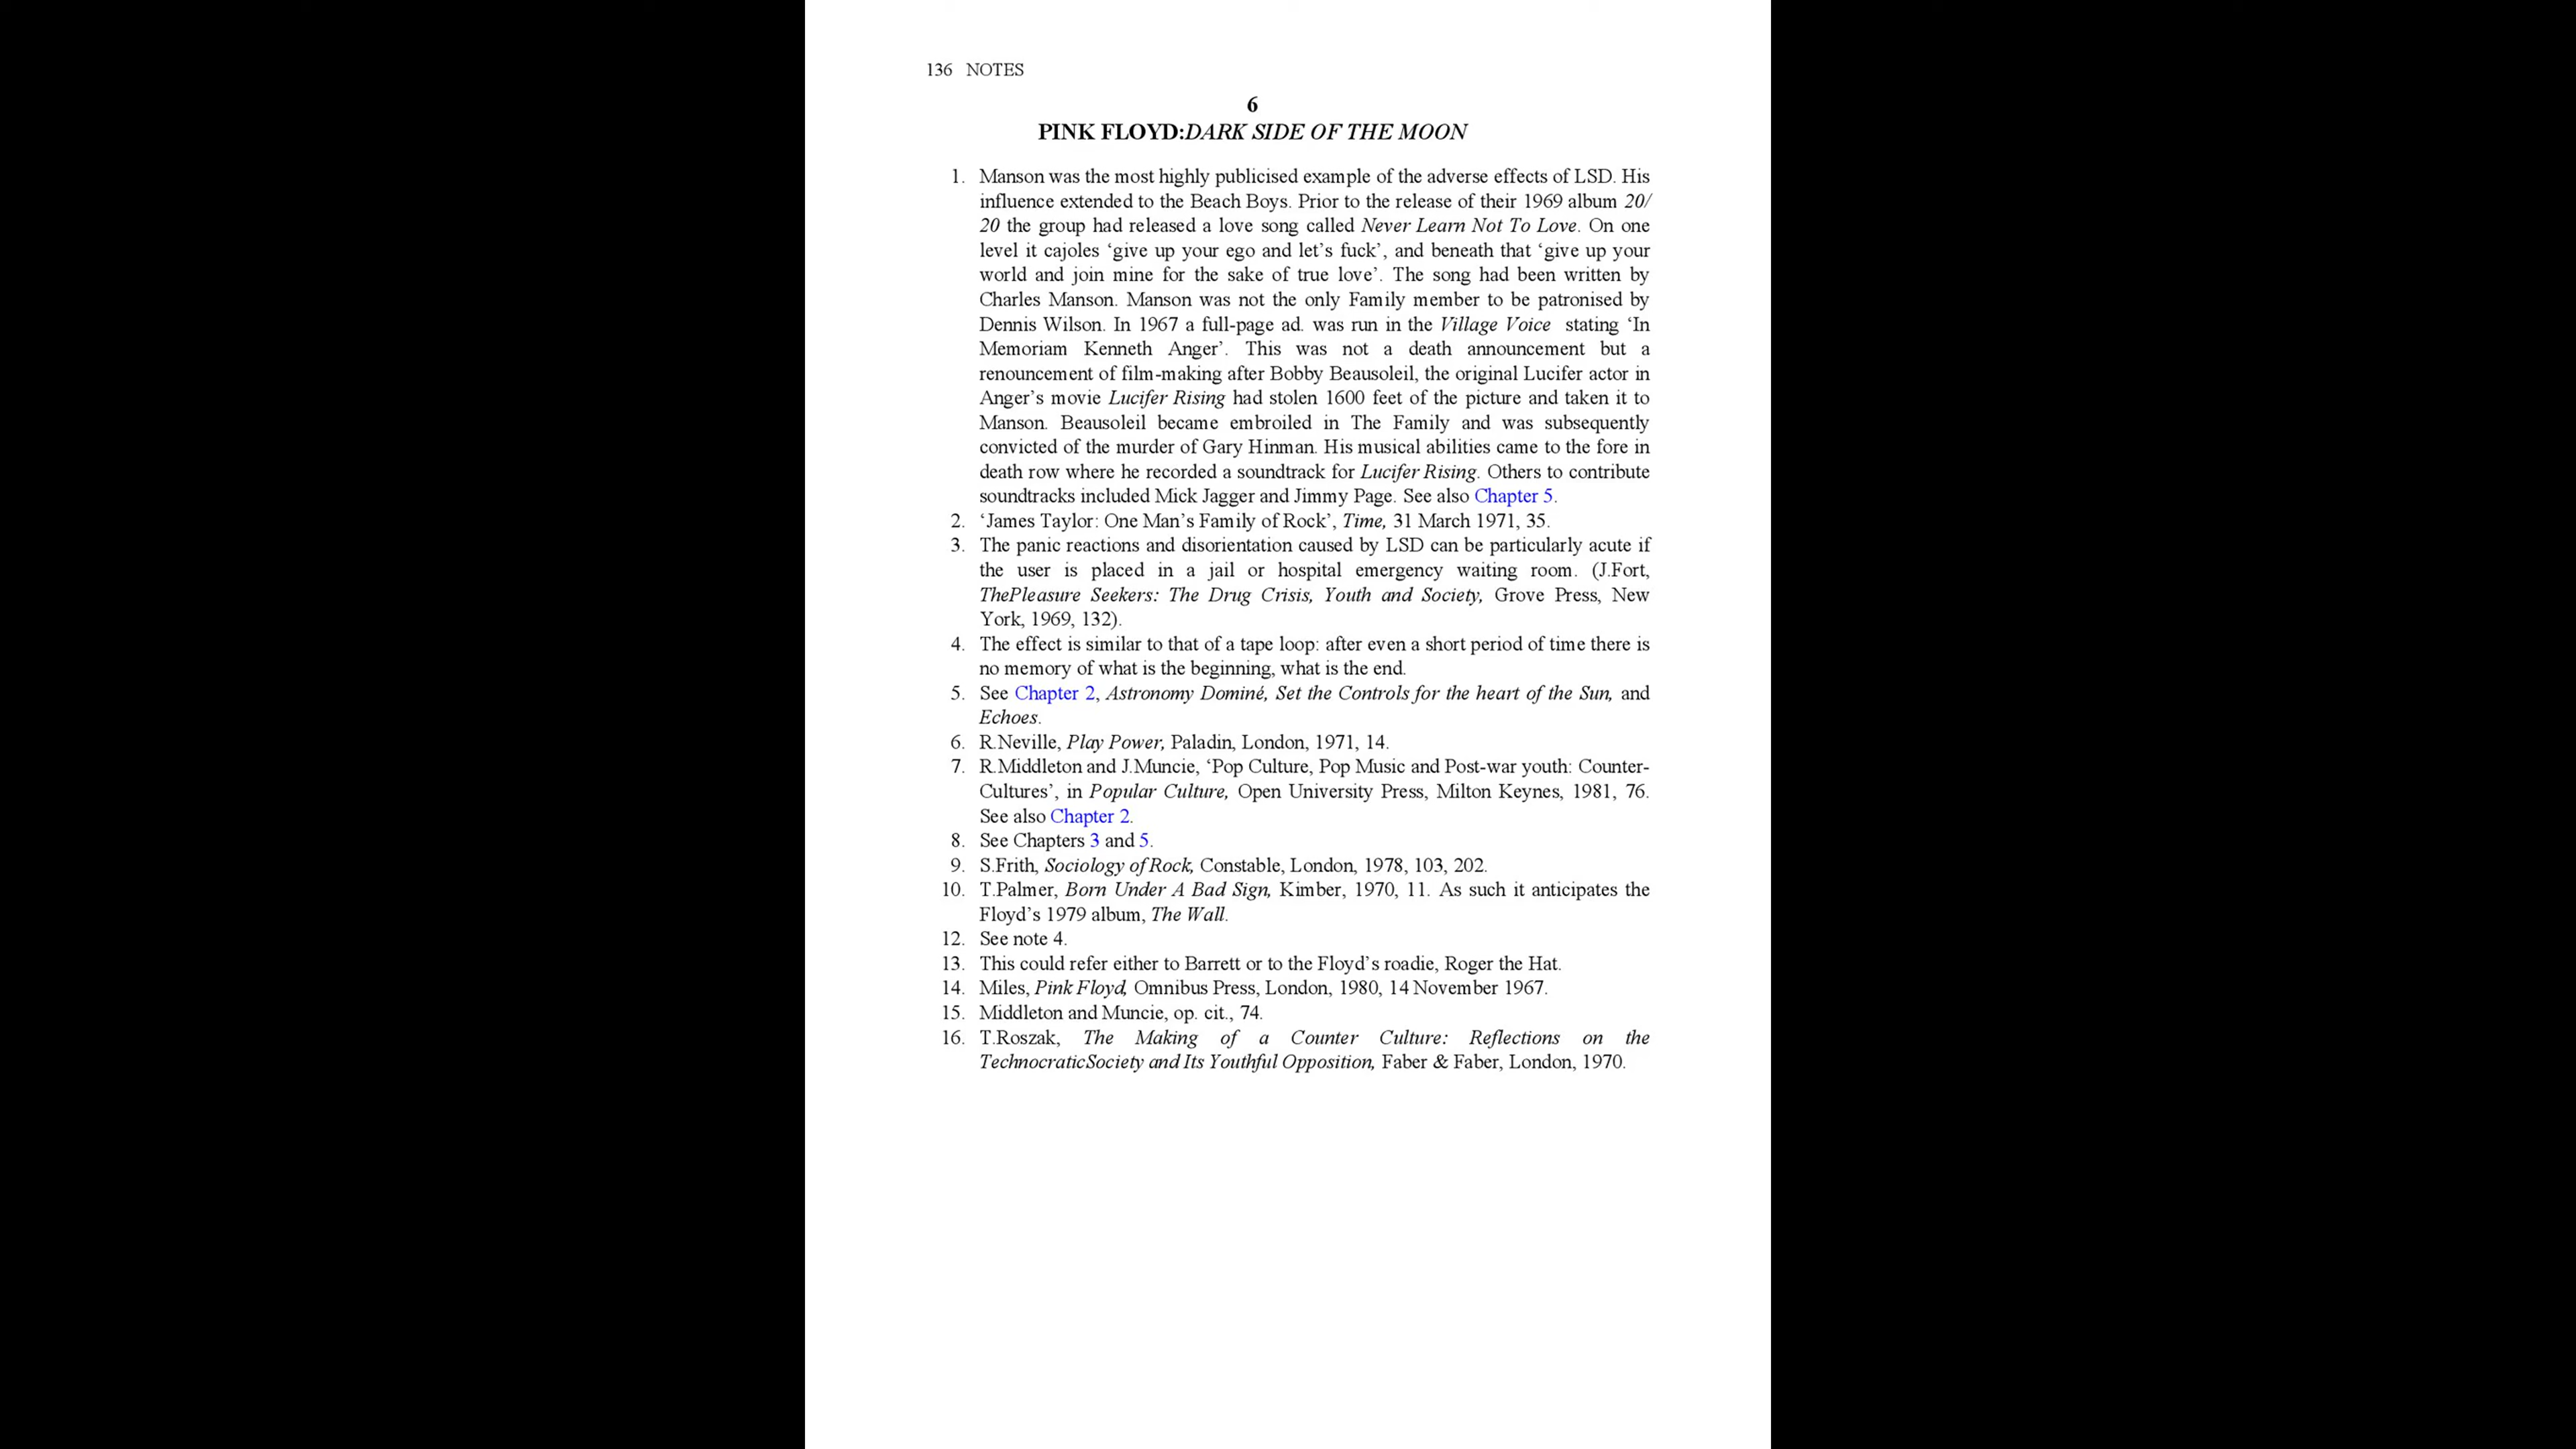 136 NOTES
6
PINK FLOYD:DARK SIDE OF THE MOON
1. Manson was the most highly publicised example of the adverse effects of LSD. His
influence extended to the Beach Boys. Prior to the release of their 1969 album 20/
20 the group had released a love song called Never Learn Not To Love. On one
level it cajoles ‘give up your ego and let’s fuck’, and beneath that ‘give up your
world and join mine for the sake of true love’. The song had been written by
Charles Manson. Manson was not the only Family member to be patronised by
Dennis Wilson. In 1967 a full-page ad. was run in the Village Voice stating ‘In
Memoriam Kenneth Anger’. This was not a death announcement but a
renouncement of film-making after Bobby Beausoleil, the original Lucifer actor in
Anger’s movie Lucifer Rising had stolen 1600 feet of the picture and taken it to
Manson. Beausoleil became embroiled in The Family and was subsequently
convicted of the murder of Gary Hinman. His musical abilities came to the fore in
death row where he recorded a soundtrack for Lucifer Rising. Others to contribute
soundtracks included Mick Jagger and Jimmy Page. See also Chapter 5.
2. ‘James Taylor: One Man’s Family of Rock’, Time, 31 March 1971, 35.
3. The panic reactions and disorientation caused by LSD can be particularly acute if
the user is placed in a jail or hospital emergency waiting room. (J.Fort,
ThePleasure Seekers: The Drug Crisis, Youth and Society, Grove Press, New
York, 1969, 132).
4. The effect is similar to that of a tape loop: after even a short period of time there is
no memory of what is the beginning, what is the end.
5. See Chapter 2, Astronomy Dominé, Set the Controls for the heart of the Sun, and
Echoes.
6. R.Neville, Play Power, Paladin, London, 1971, 14.
7. R.Middleton and J.Muncie, ‘Pop Culture, Pop Music and Post-war youth: Counter-
Cultures’, in Popular Culture, Open University Press, Milton Keynes, 1981, 76.
See also Chapter 2.
8. See Chapters 3 and 5.
9. S.Frith, Sociology of Rock, Constable, London, 1978, 103, 202.
10. T.Palmer, Born Under A Bad Sign, Kimber, 1970, 11. As such it anticipates the
Floyd’s 1979 album, The Wall.
12. See note 4.
13. This could refer either to Barrett or to the Floyd’s roadie, Roger the Hat.
14. Miles, Pink Floyd, Omnibus Press, London, 1980, 14 November 1967.
15. Middleton and Muncie, op. cit., 74.
16. T.Roszak, The Making of a Counter Culture: Reflections on the
TechnocraticSociety and Its Youthful Opposition, Faber & Faber, London, 1970.